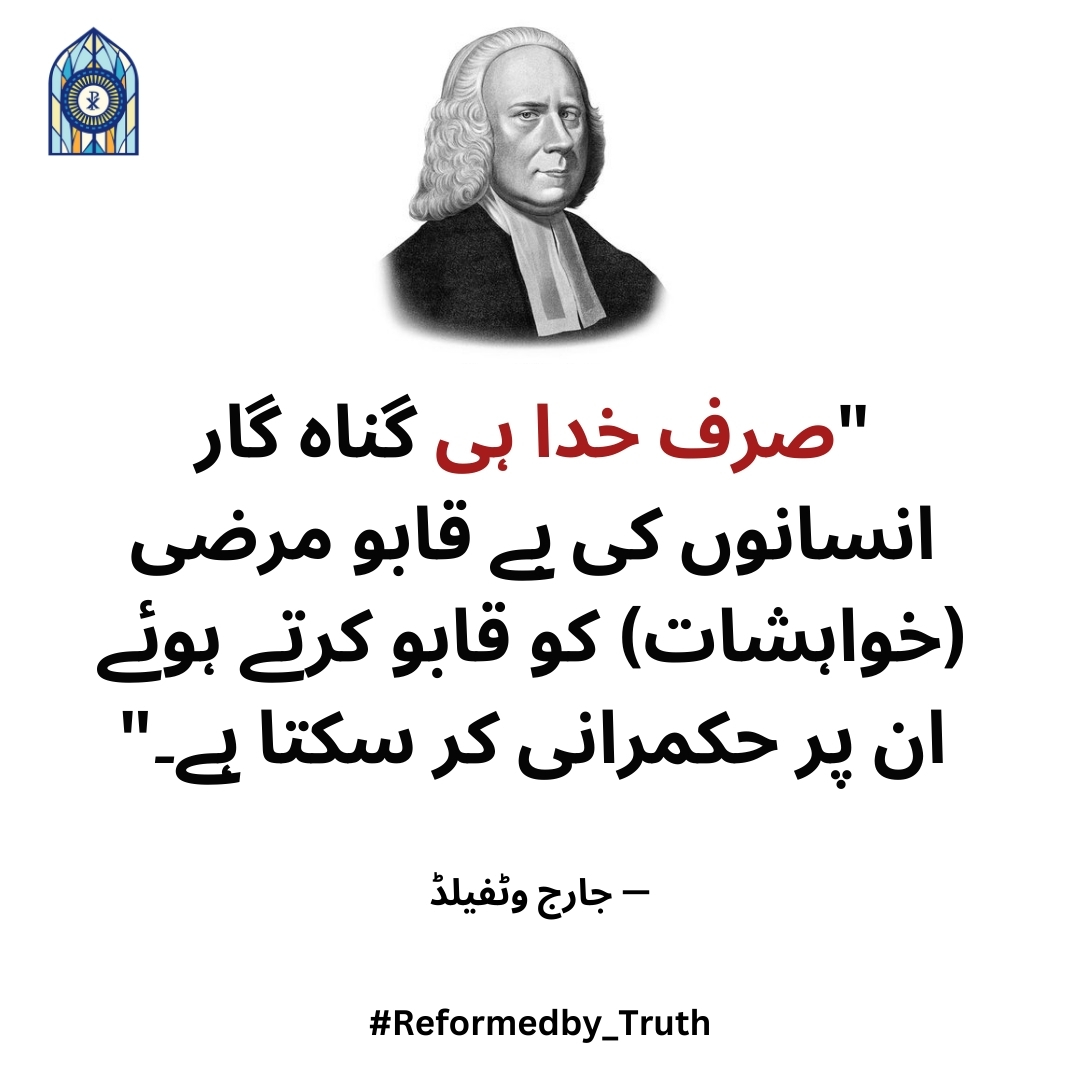 "صرف خدا ہی گناہ گار
انسانوں کی بے قابو مرضی
(خواہشات) کو قابو کرتے ہوئے
ان پر حکمرانی کر سکتا ہے۔"
— جارج وٹفیلڈ
#Reformedby_Truth